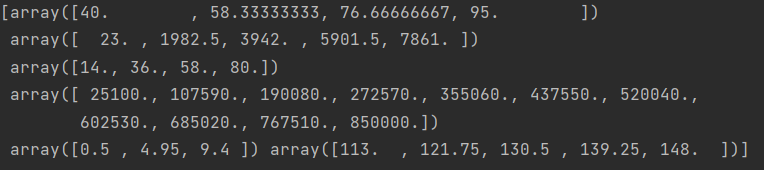 [array([40.        , 58.33333333, 76.66666667, 95.        ])
 array([  23. , 1982.5, 3942. , 5901.5, 7861. ])
 array([14., 36., 58., 80.])
 array([ 25100., 107590., 190080., 272570., 355060., 437550., 520040.,
        602530., 685020., 767510., 850000.])
 array([0.5 , 4.95, 9.4 ]) array([113.  , 121.75, 130.5 , 139.25, 148.  ])]